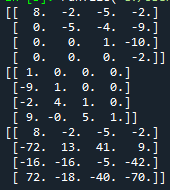 [[ 8. -2. -5. -2.]
[ 0. -5. -4. -9.]
[ 0. 0. 1. -10.]
[ 0. 0. 0. -2.]]
[[ 1. 0. 0. 0.]
[-9. 1. 0. 0.]
[-2. 4. 1. 0.]
[ 9. -0. 5. 1.]]
[[ 8. -2. -5. -2.]
[-72. 13. 41. 9.]
[-16. -16. -5. -42.]
[ 72. -18. -40. -70.]]